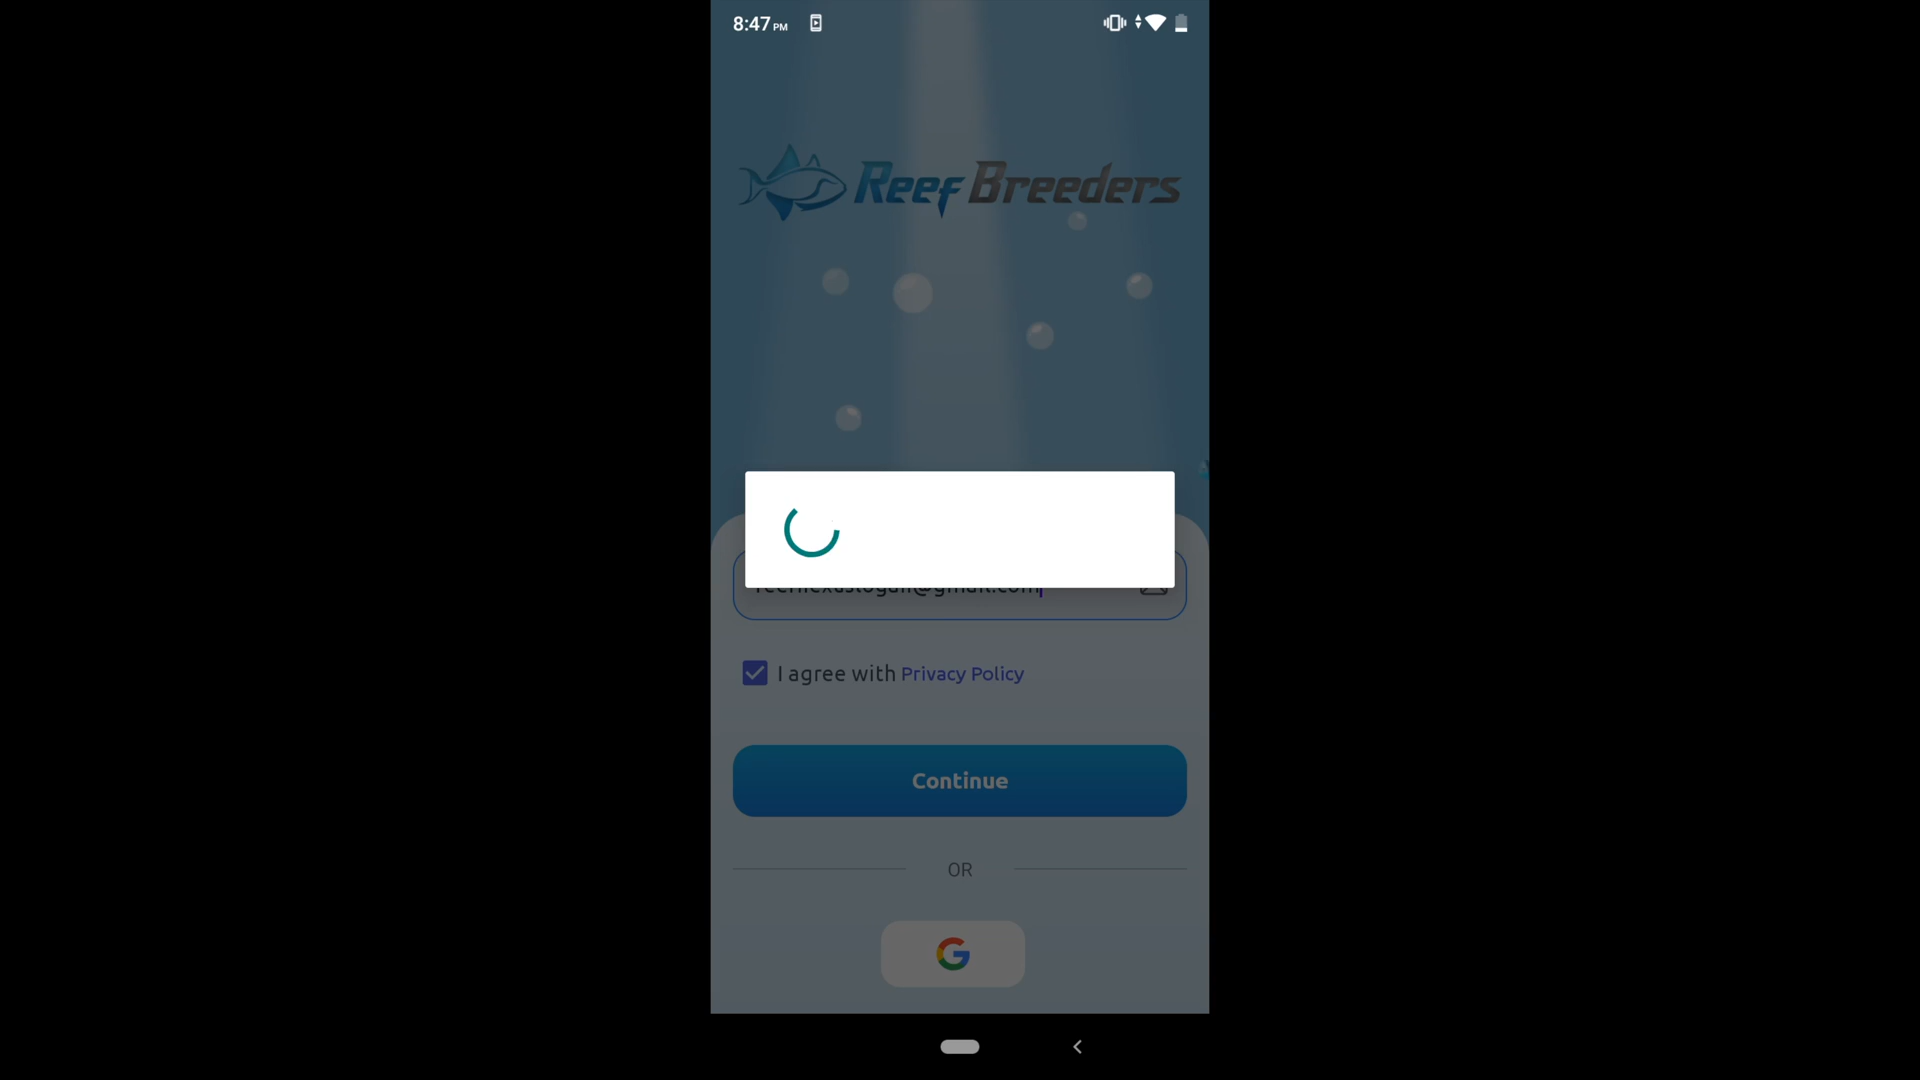 8:47 PM
Reef Breeders
I agree with Privacy Policy
Continue
OR